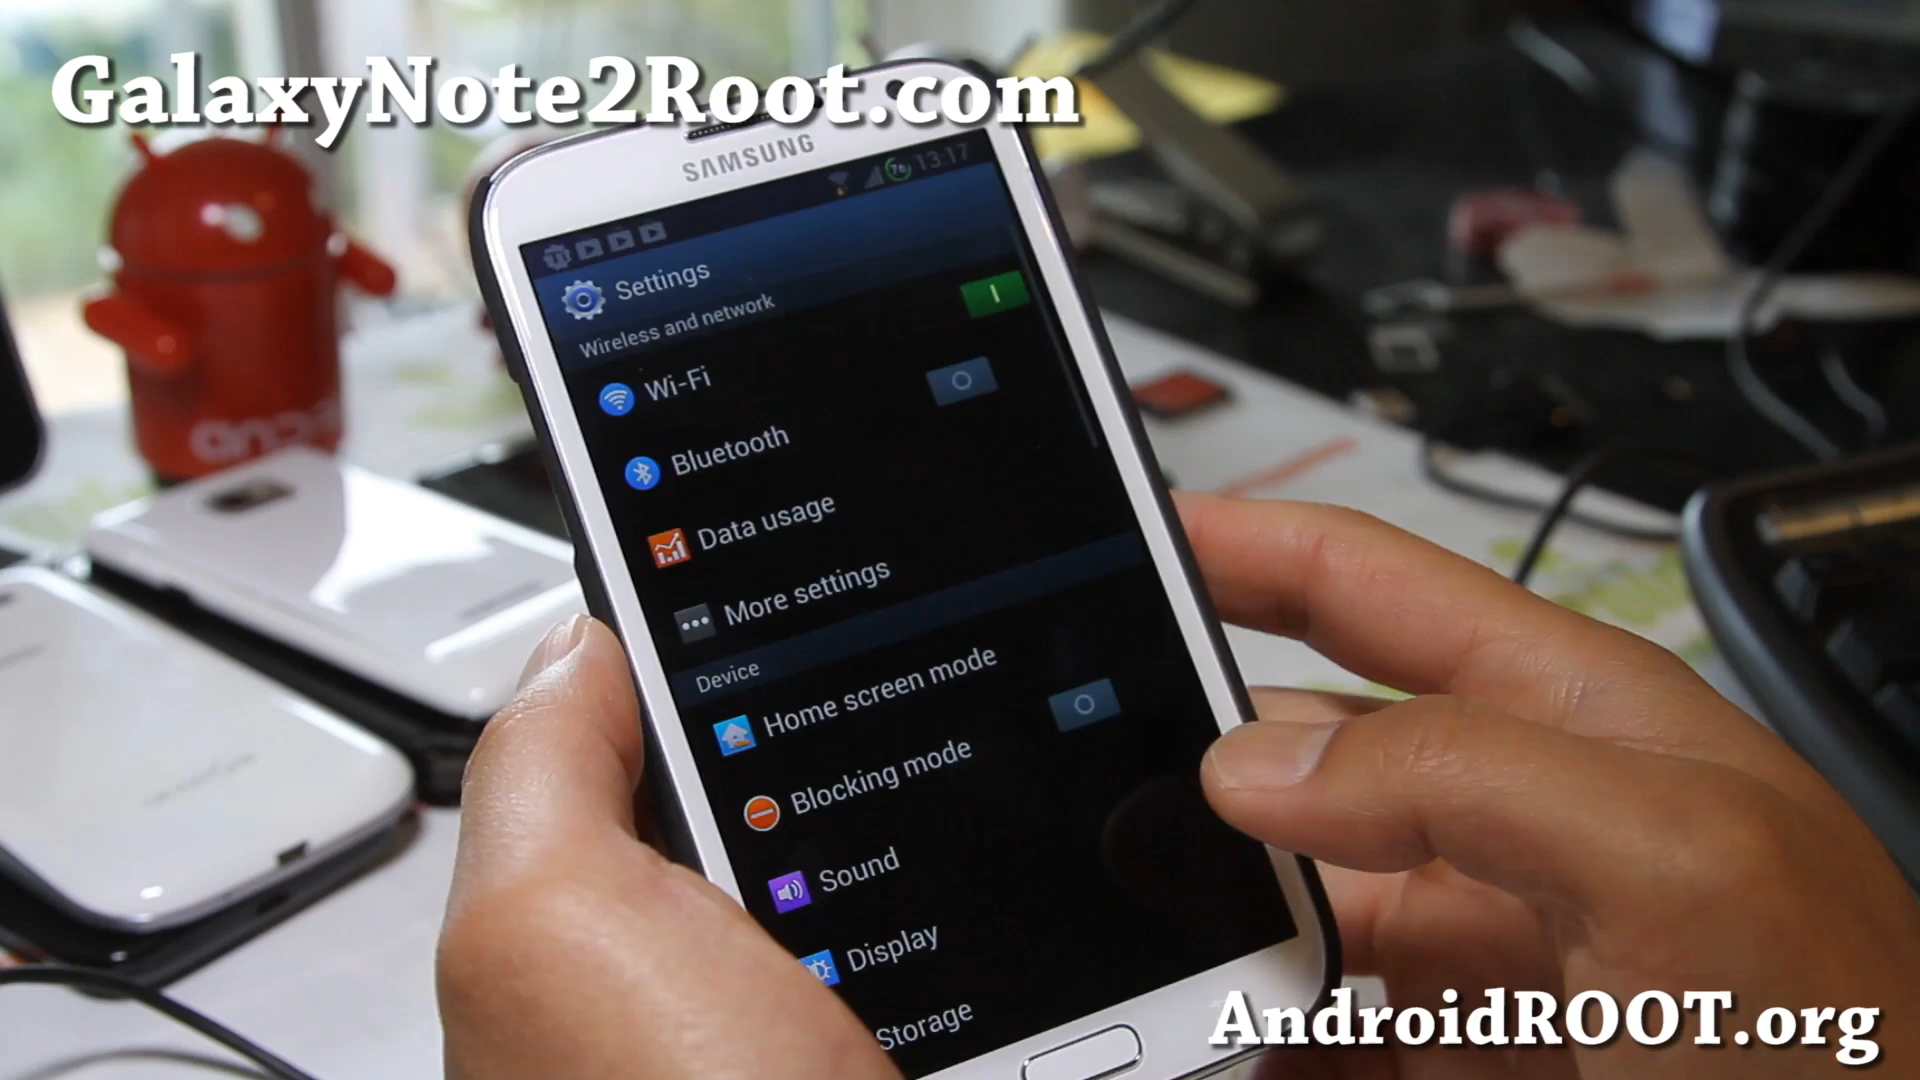 GalaxyNote2Root.com
SAMSUNG
76 13:17
Settings
Wireless and network
Wi-Fi
Bluetooth
Data usage
More settings
Device
Home screen mode
Blocking mode
Sound
Display
Storage
AndroidROOT.org